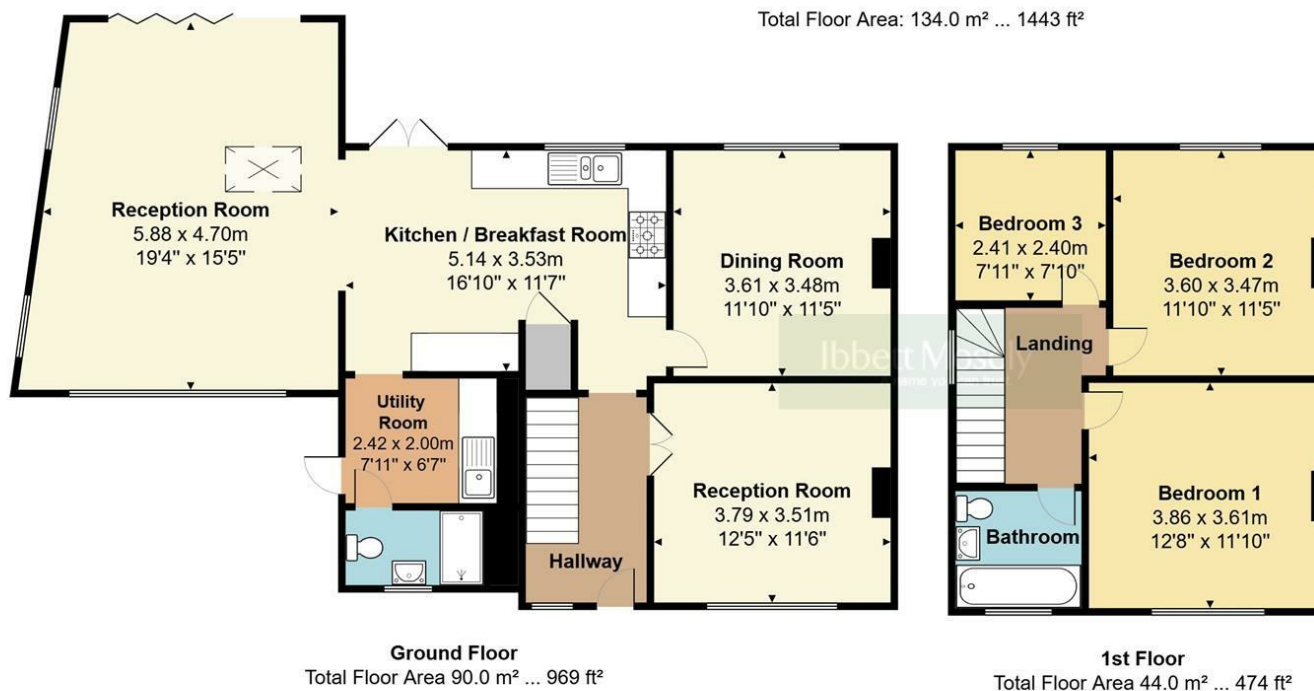 Total Floor Area: 134.0 m² ... 1443 ft²
Reception Room
5.88 x 4.70m
19'4" x 15'5"
Kitchen / Breakfast Room
5.14 x 3.53m
16'10" x 11'7"
Dining Room
3.61 x 3.48m
11'10" x 11'5"
Utility
Room
2.42 x 2.00m
7'11" x 6'7"
Hallway
Reception Room
3.79 x 3.51m
12'5" x 11'6"
Ground Floor
Total Floor Area 90.0 m² ... 969 ft²
Bedroom 3
2.41 x 2.40m
7'11" x 7'10"
Bedroom 2
3.60 x 3.47m
11'10" x 11'5"
Landing
Bedroom 1
3.86 x 3.61m
12'8" x 11'10"
Bathroom
1st Floor
Total Floor Area 44.0 m² ... 474 ft²
Ibbett Mosely